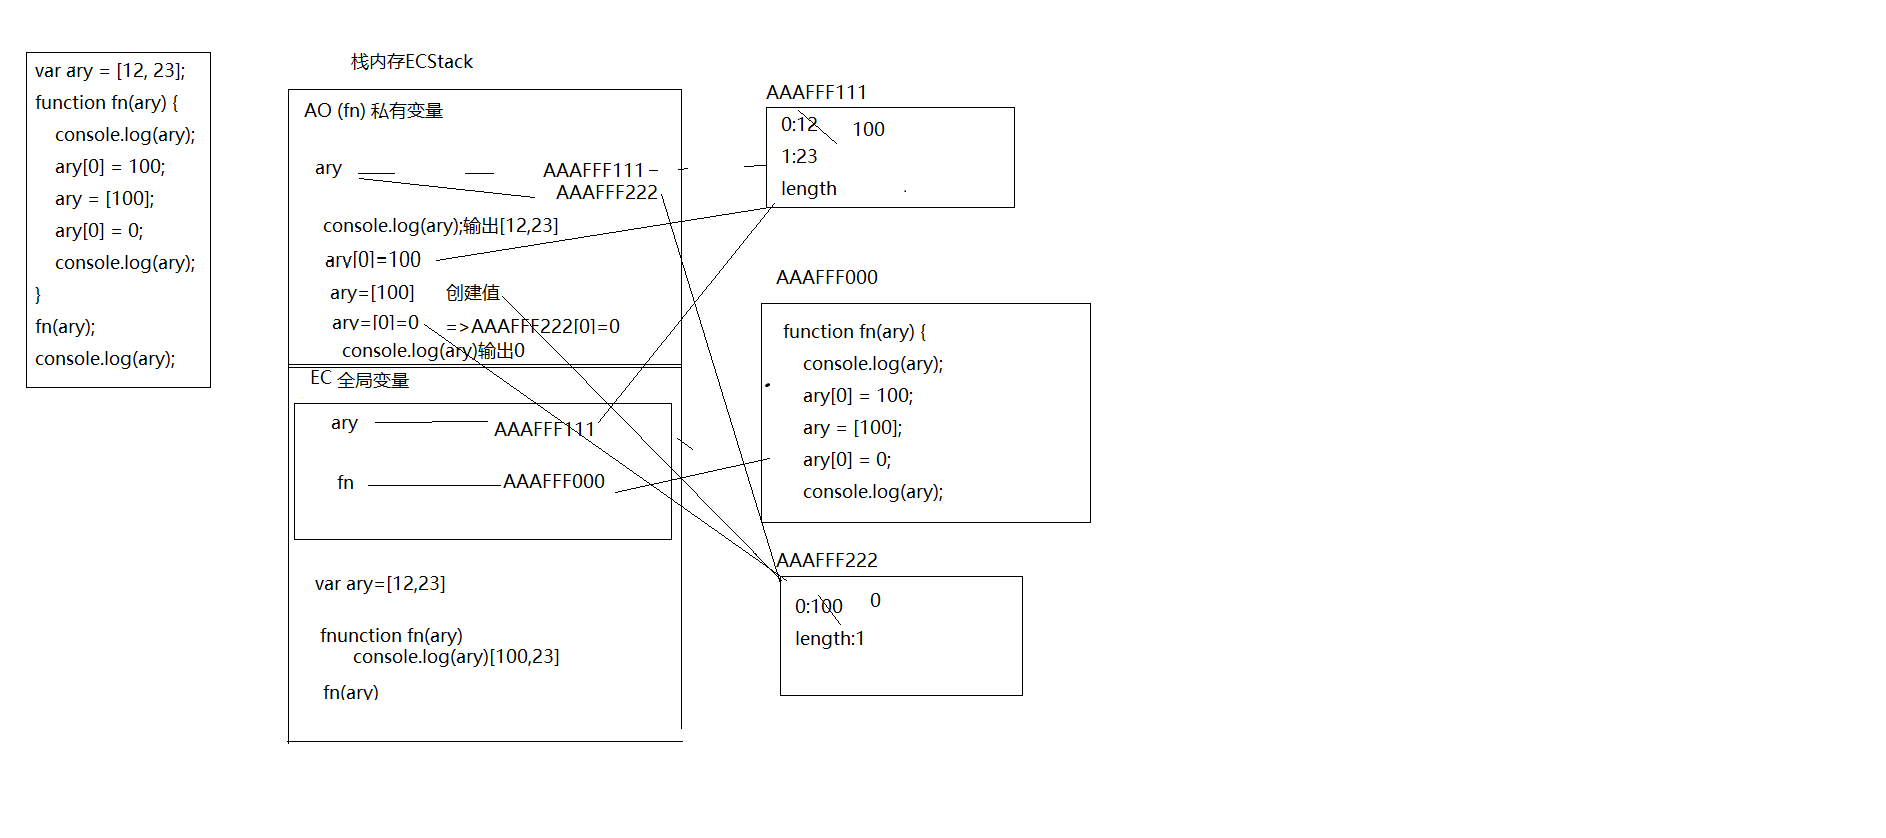 var ary = [12, 23];
function fn(ary) {
console.log(ary);
ary[0] = 100;
ary = [100];
ary[0] = 0;
console.log(ary);
}
fn(ary);
console.log(ary);
栈内存ECStack
AO (fn) 私有变量
ary AAAFFF111
AAAFFF222
console.log(ary);输出[12,23]
ary[0]=100
ary=[100] 创建值
ary=[0]=0 =>AAAFFF222[0]=0
console.log(ary)输出0
EC 全局变量
ary AAAFFF111
fn AAAFFF000
var ary=[12,23]
fnunction fn(ary)
console.log(ary)[100,23]
fn(ary)
AAAFFF111
0:12 100
1:23
length
AAAFFF000
function fn(ary) {
console.log(ary);
ary[0] = 100;
ary = [100];
ary[0] = 0;
console.log(ary);
AAAFFF222
0:100 0
length:1